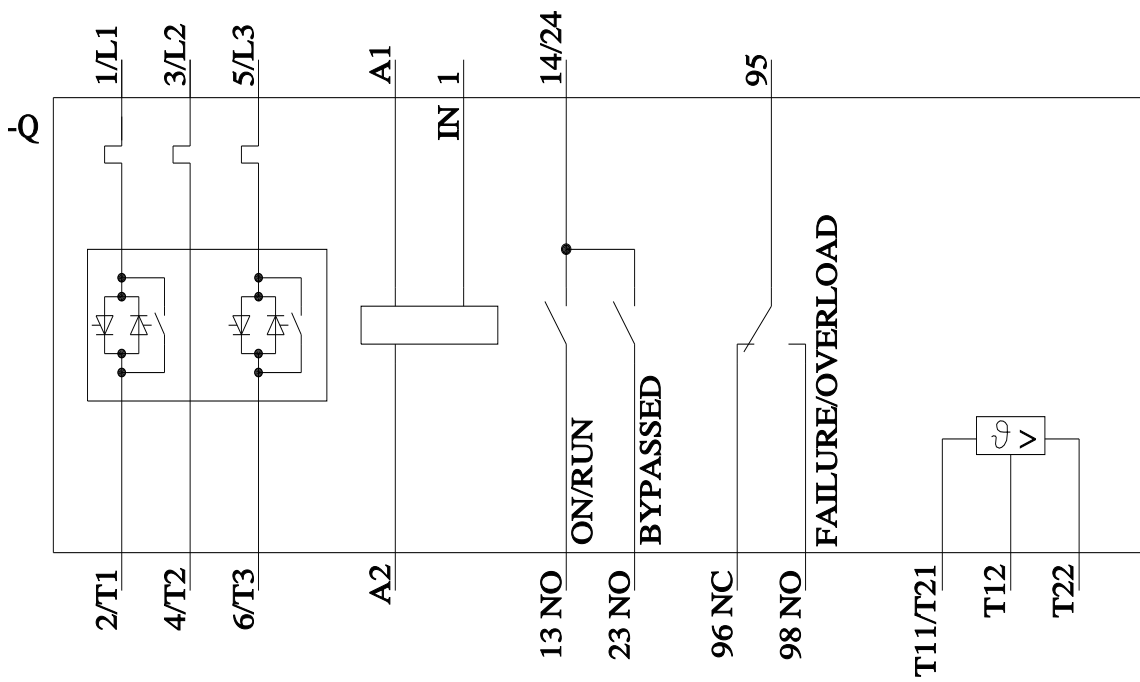 -Q
1/L1
3/L2
5/L3
A1
IN 1
14/24
95
ON/RUN
BYPASSED
FAILURE/OVERLOAD
ϑ >
2/T1
4/T2
6/T3
A2
13 NO
23 NO
96 NC
98 NO
T11/T21
T12
T22